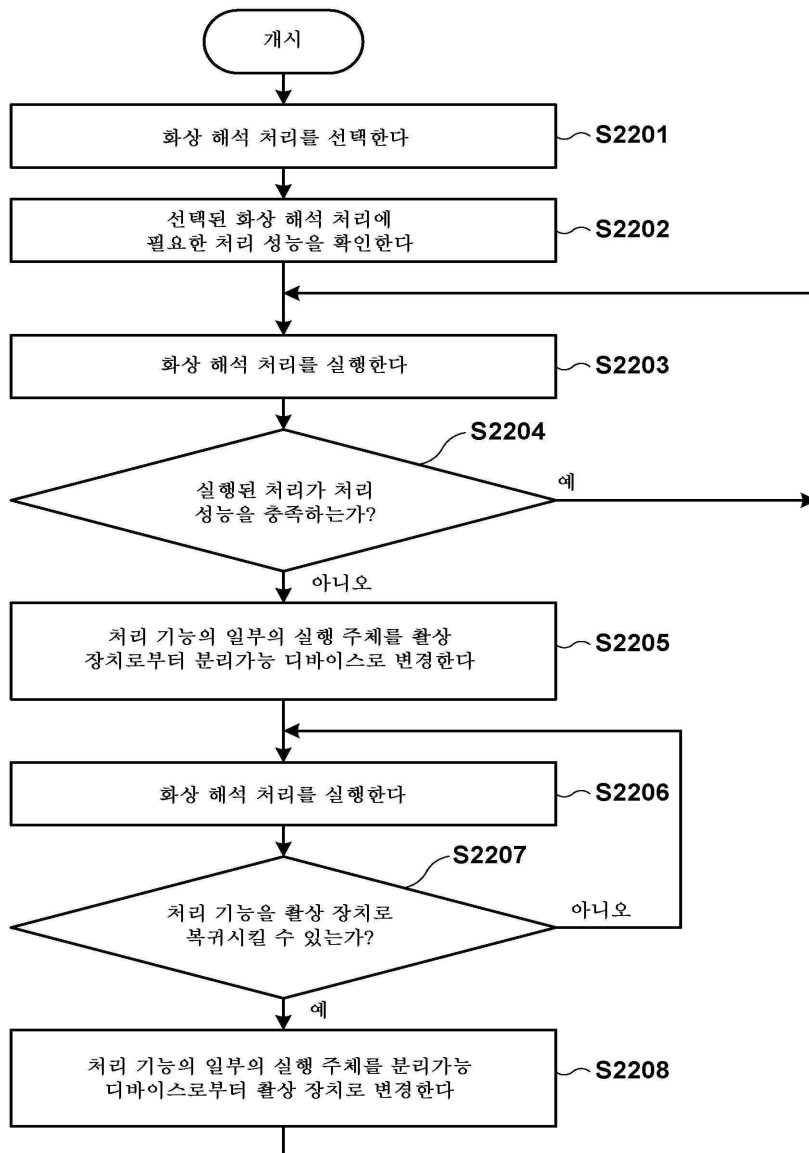 개시
화상 해석 처리를 선택한다
S2201
선택된 화상 해석 처리에
필요한 처리 성능을 확인한다
S2202
화상 해석 처리를 실행한다
S2203
S2204
실행된 처리가 처리
성능을 충족하는가?
예
아니오
처리 기능의 일부의 실행 주체를 촬상
장치로부터 분리가능 디바이스로 변경한다
S2205
화상 해석 처리를 실행한다
S2206
S2207
처리 기능을 촬상 장치로
복귀시킬 수 있는가?
아니오
예
처리 기능의 일부의 실행 주체를 분리가능
디바이스로부터 촬상 장치로 변경한다
S2208